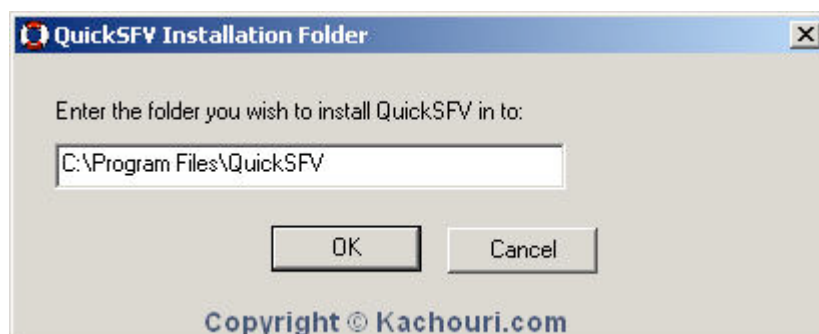 QuickSFV Installation Folder
Enter the folder you wish to install QuickSFV in to:
C:\Program Files\QuickSFV
OK
Cancel
Copyright © Kachouri.com